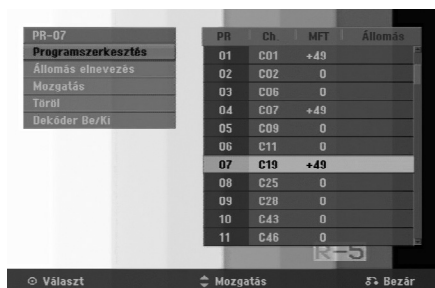 PR-07
Programszerkesztés
Állomás elnevezés
Mozgatás
Töröl
Dekóder Be/Ki
PR Ch. MFT Állomás
01 C01 +49
02 C02 0
03 C06 0
04 C07 +49
05 C09 0
06 C11 0
07 C19 +49
08 C25 0
09 C28 0
10 C43 0
11 C46 0
R-5
Választ Mozgatás Bezár